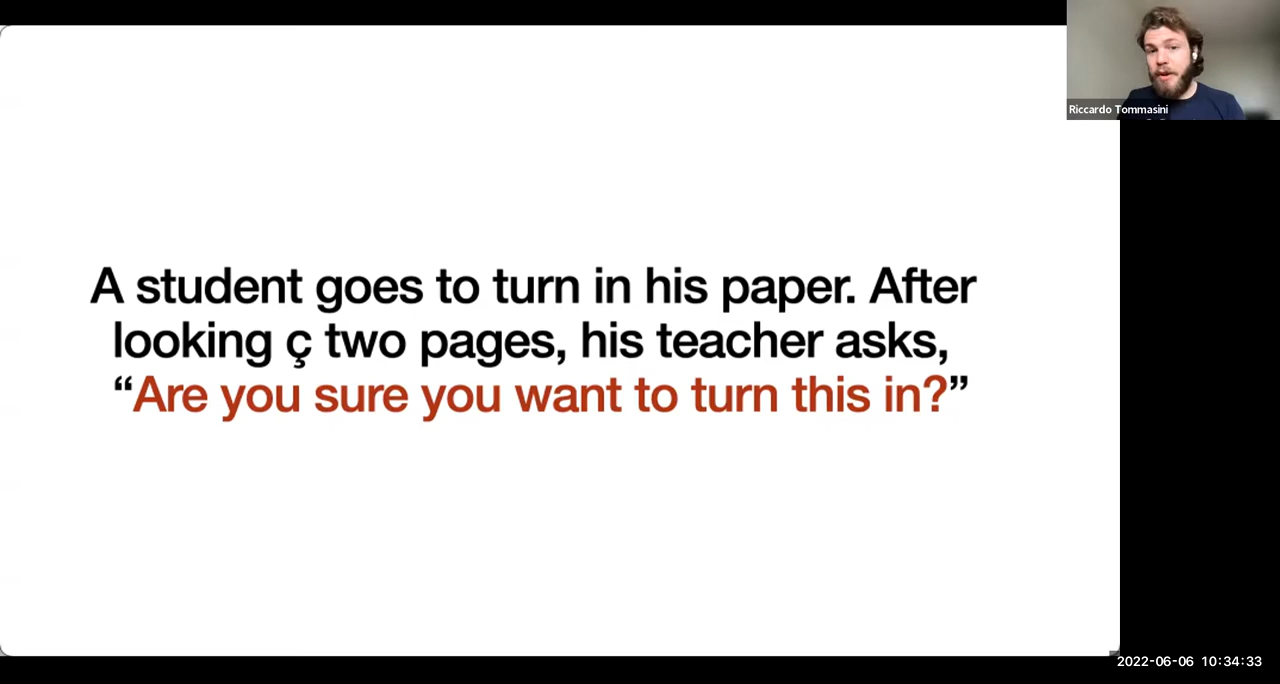 Riccardo Tommasini
A student goes to turn in his paper. After
looking ç two pages, his teacher asks,
“Are you sure you want to turn this in?”
2022-06-06 10:34:33